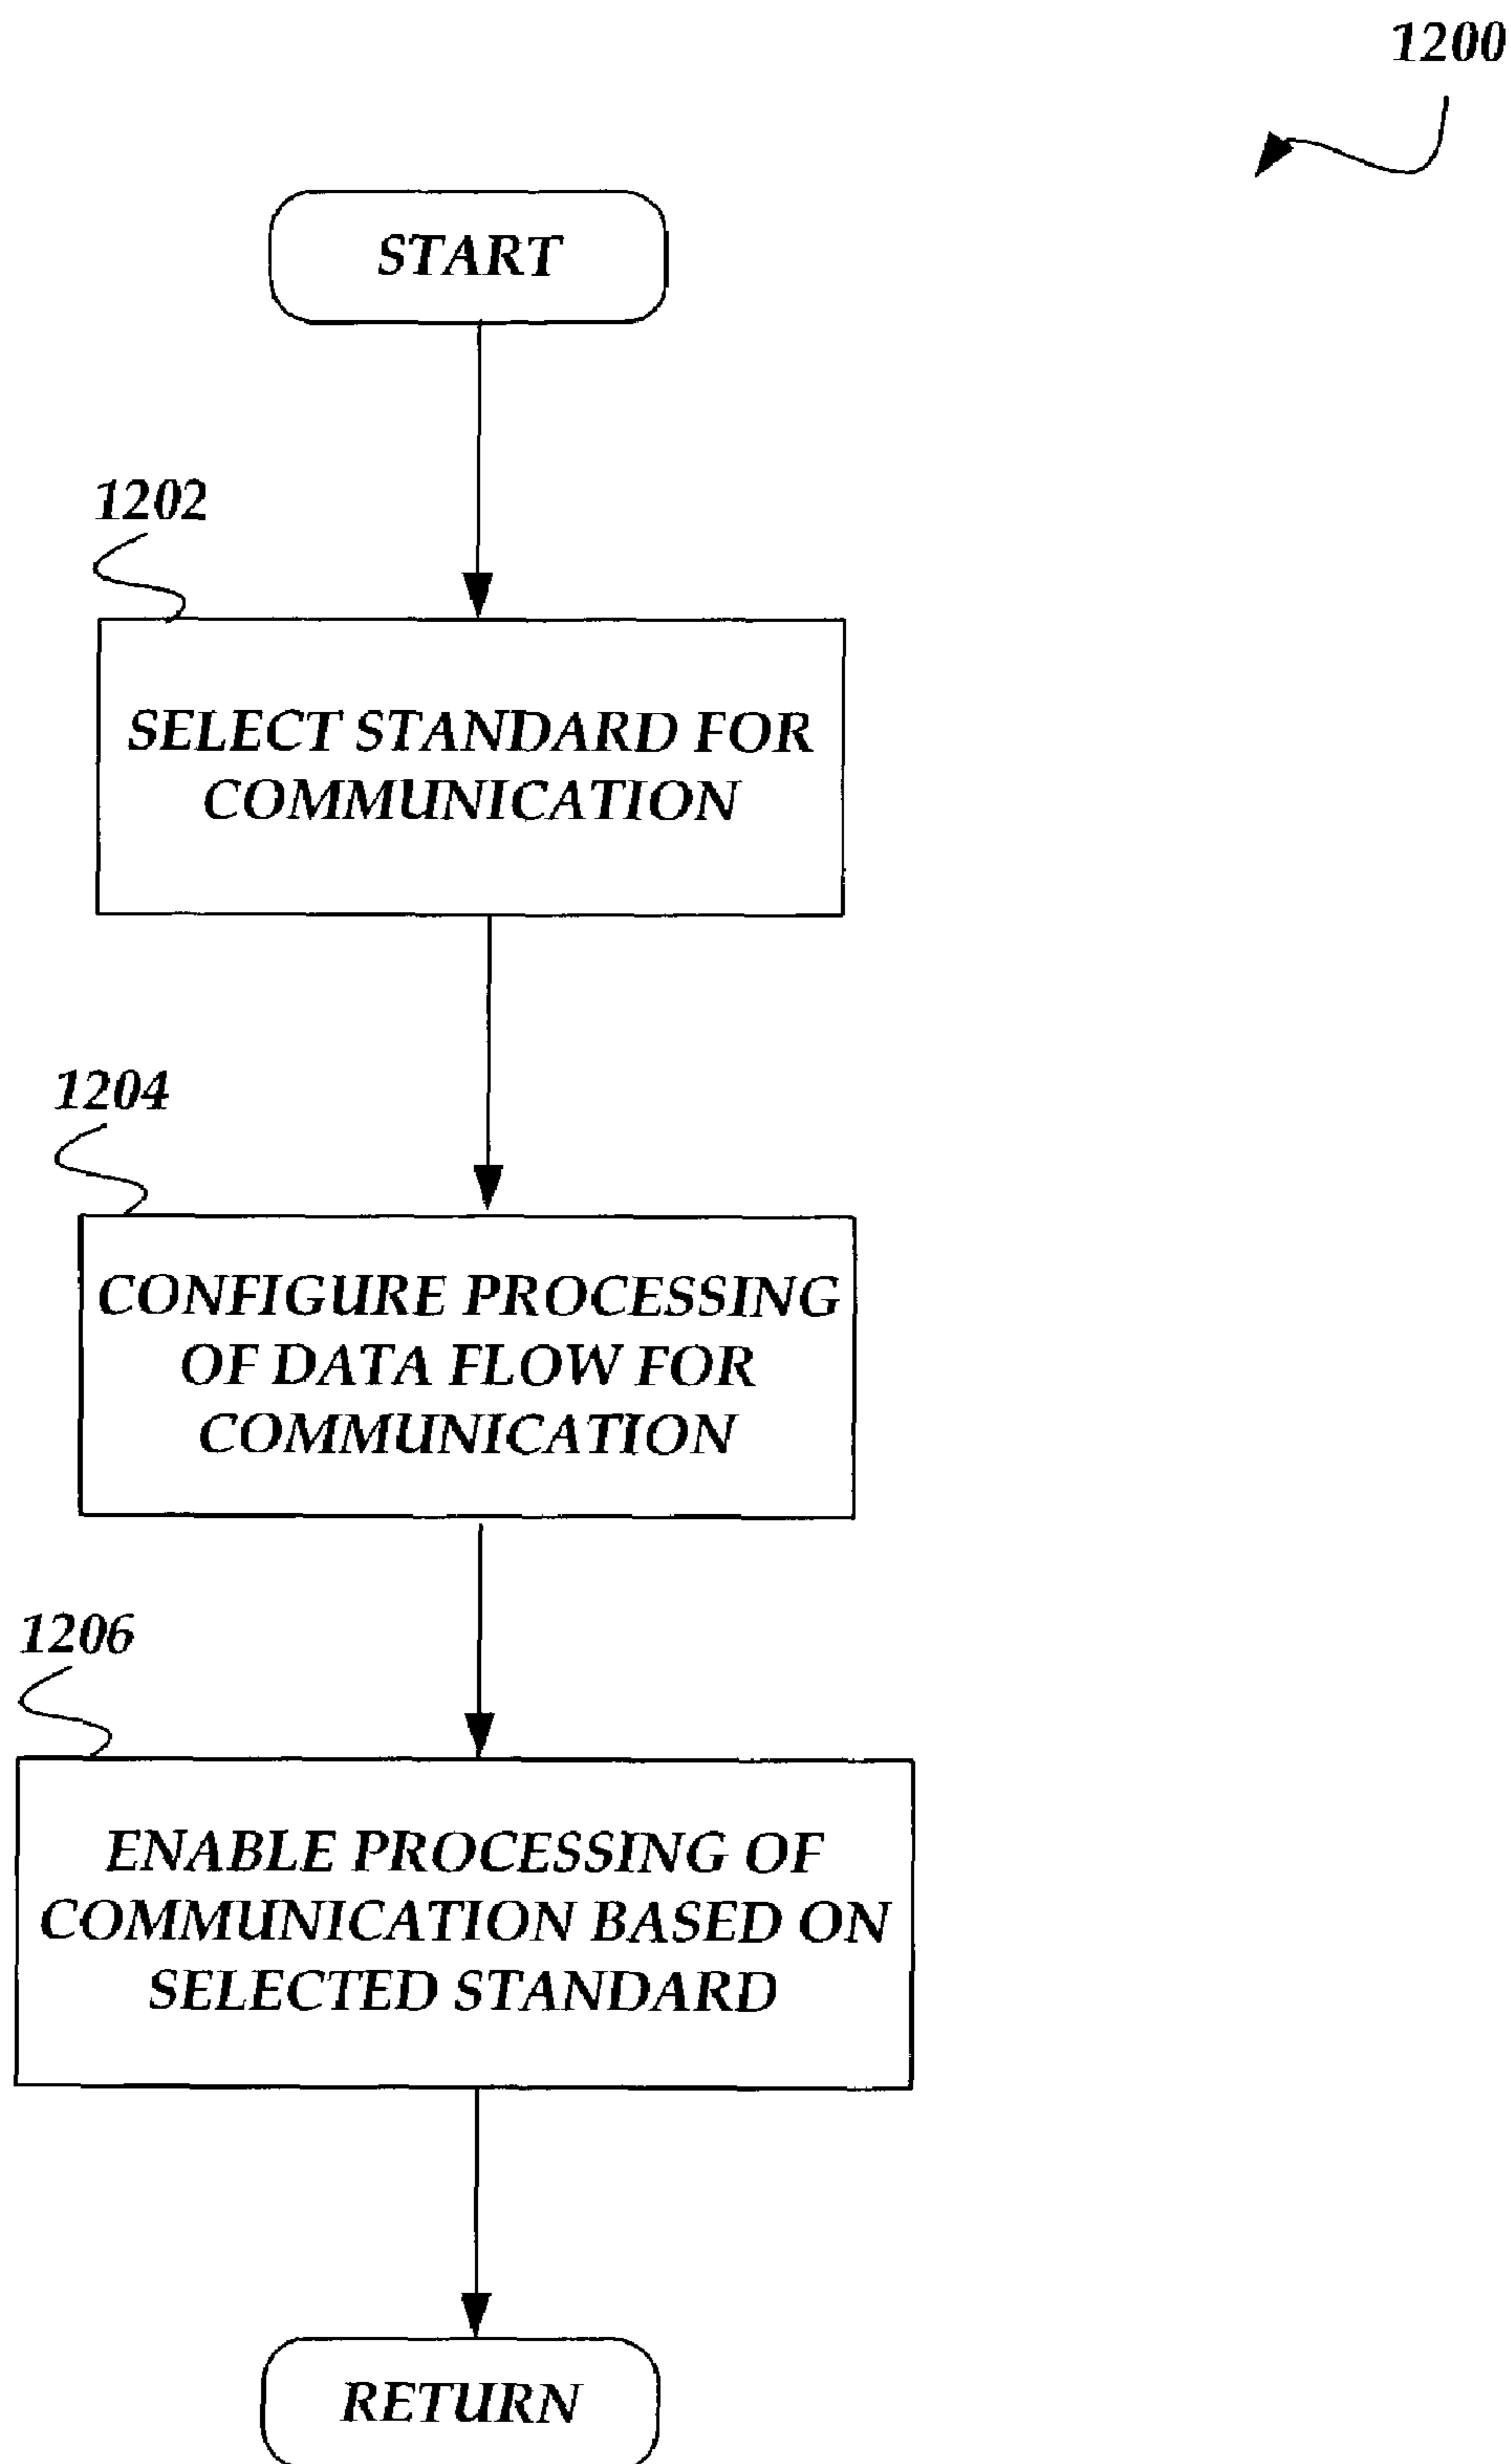 1200
START
1202
SELECT STANDARD FOR
COMMUNICATION
1204
CONFIGURE PROCESSING
OF DATA FLOW FOR
COMMUNICATION
1206
ENABLE PROCESSING OF
COMMUNICATION BASED ON
SELECTED STANDARD
RETURN